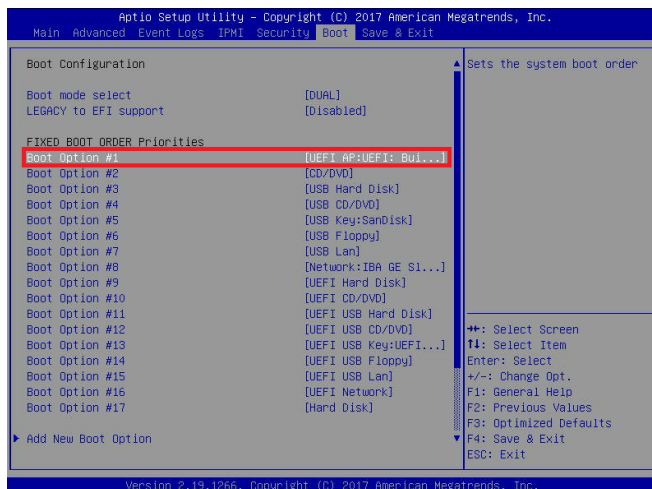 Aptio Setup Utility – Copyright (C) 2017 American Megatrends, Inc.
Main Advanced Event Logs IPMI Security Boot Save & Exit
Boot Configuration
Sets the system boot order
Boot mode select [DUAL]
LEGACY to EFI support [Disabled]
FIXED BOOT ORDER Priorities
Boot Option #1 [UEFI AP:UEFI: Bui...]
Boot Option #2 [CD/DVD]
Boot Option #3 [USB Hard Disk]
Boot Option #4 [USB CD/DVD]
Boot Option #5 [USB Key:SanDisk]
Boot Option #6 [USB Floppy]
Boot Option #7 [USB Lan]
Boot Option #8 [Network:IBA GE Sl...]
Boot Option #9 [UEFI Hard Disk]
Boot Option #10 [UEFI CD/DVD]
Boot Option #11 [UEFI USB Hard Disk]
Boot Option #12 [UEFI USB CD/DVD]
Boot Option #13 [UEFI USB Key:UEFI...]
Boot Option #14 [UEFI USB Floppy]
Boot Option #15 [UEFI USB Lan]
Boot Option #16 [UEFI Network]
Boot Option #17 [Hard Disk]
Add New Boot Option
→←: Select Screen
↑↓: Select Item
Enter: Select
+/-: Change Opt.
F1: General Help
F2: Previous Values
F3: Optimized Defaults
F4: Save & Exit
ESC: Exit
Version 2.19.1266. Copyright (C) 2017 American Megatrends, Inc.